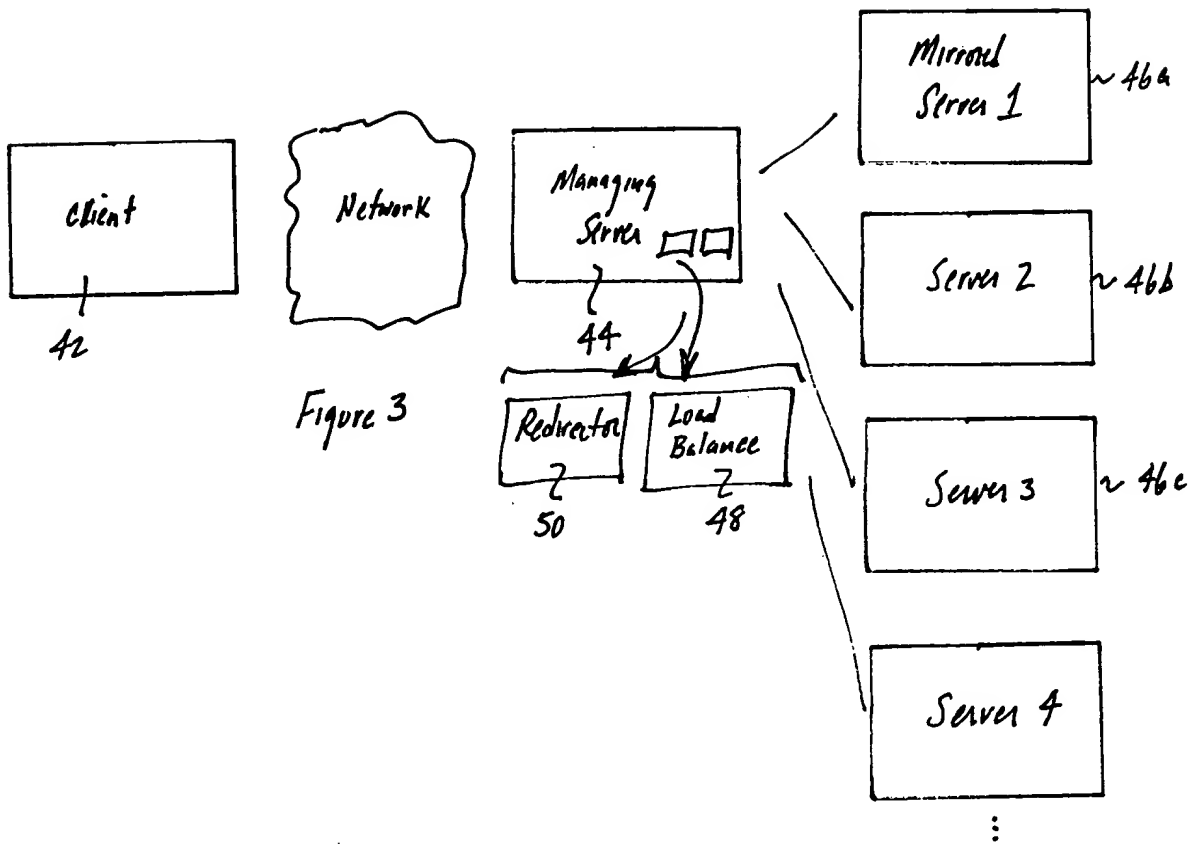 Client
42
Network
Managing
Server
44
Figure 3
Redirector
50
Load
Balance
48
Mirrored
Server 1
46a
Server 2
46b
Server 3
46c
Server 4